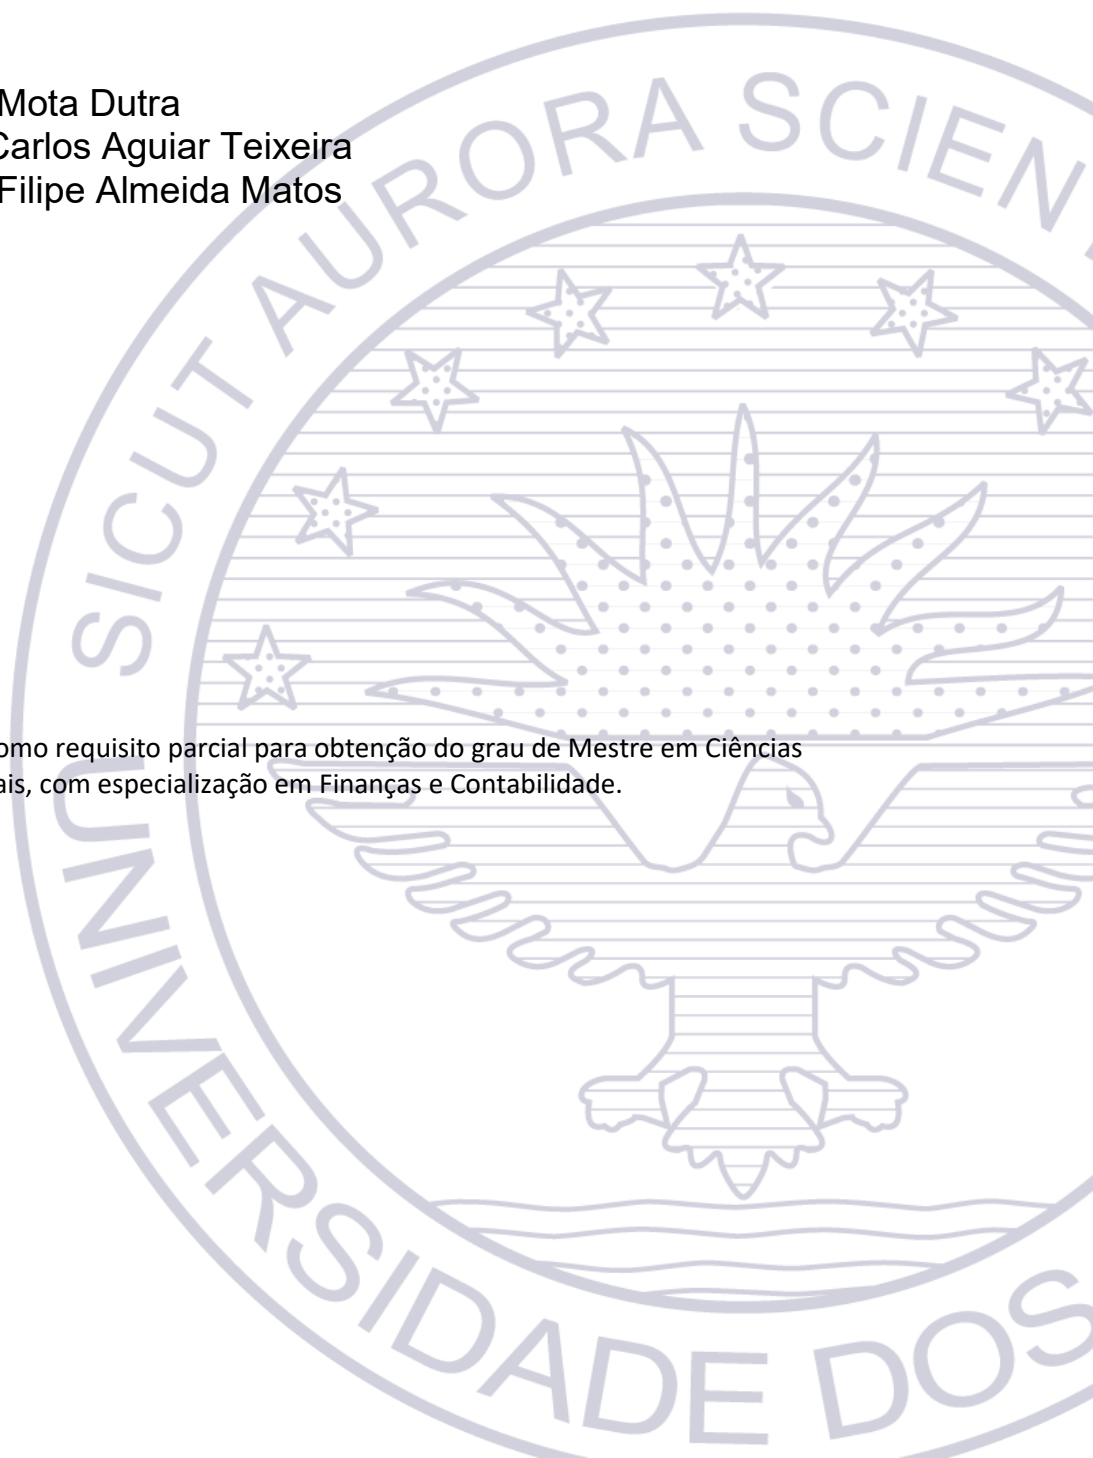 Mota Dutra
Carlos Aguiar Teixeira
Filipe Almeida Matos
SICUT AURORA SCIEN
omo requisito parcial para obtenção do grau de Mestre em Ciências
ais, com especialização em Finanças e Contabilidade.
UNIVERSIDADE DOS